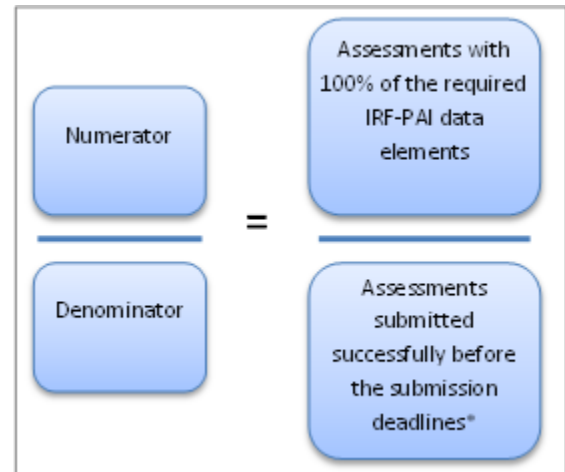 Numerator
Denominator
=
Assessments with
100% of the required
IRF-PAI data
elements
Assessments
submitted
successfully before
the submission
deadlines*